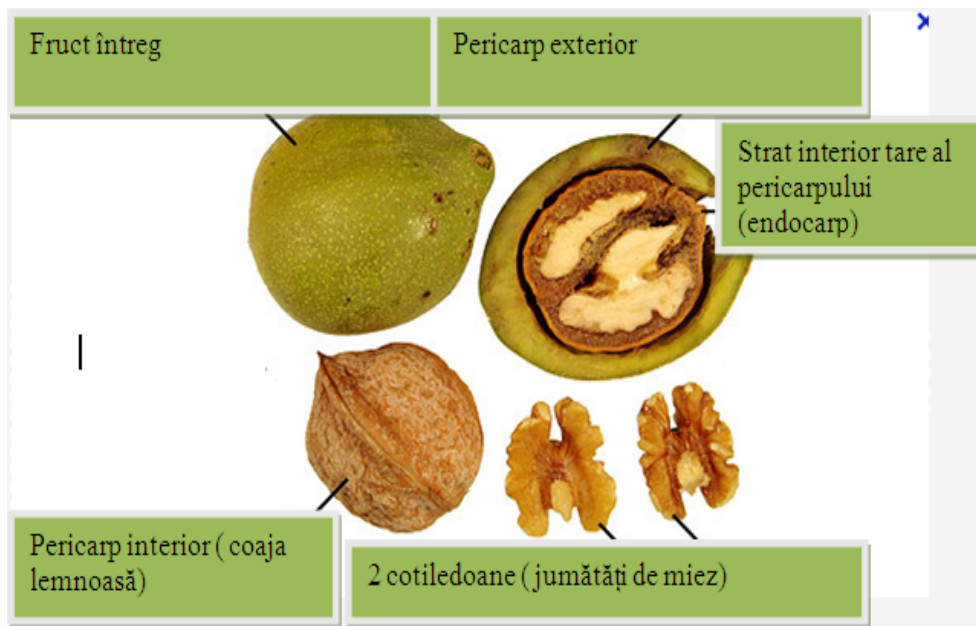 Fruct întreg
Pericarp exterior
Strat interior tare al
pericarpului
(endocarp)
Pericarp interior ( coaja
lemnoasă)
2 cotiledoane ( jumătăți de miez)